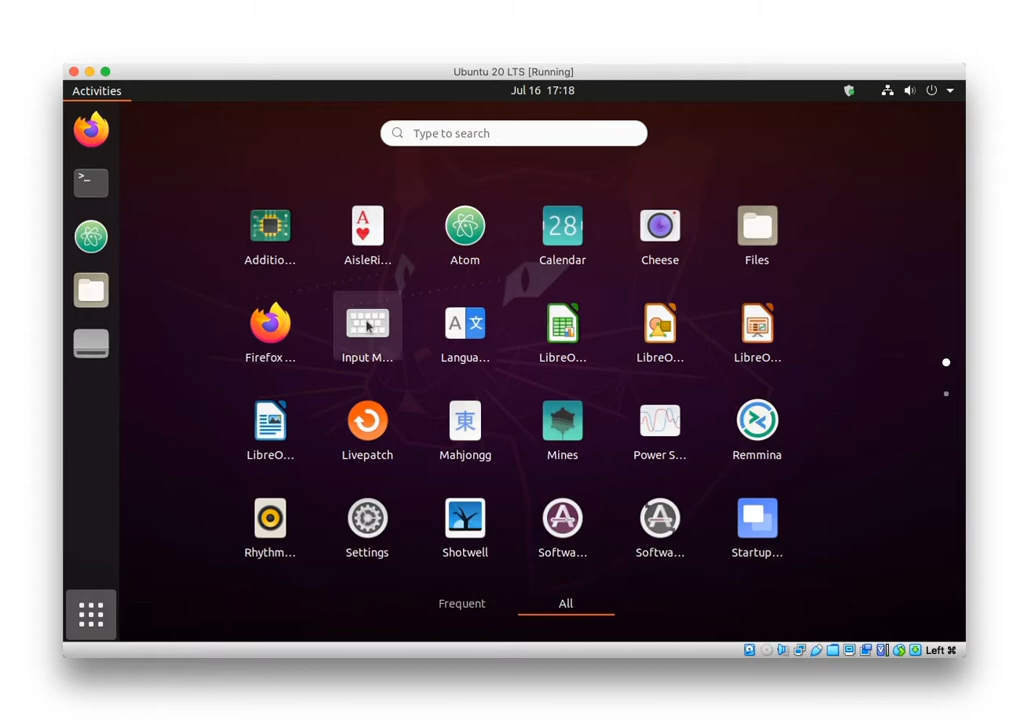 Ubuntu 20 LTS [Running]
Activities
Jul 16 17:18
Type to search
>_
A
28
Additio...
AisleRi...
Atom
Calendar
Cheese
Files
A 文
Firefox ...
Input M...
Langua...
LibreO...
LibreO...
LibreO...
東
LibreO...
Livepatch
Mahjongg
Mines
Power S...
Remmina
Rhythm...
Settings
Shotwell
Softwa...
Softwa...
Startup...
Frequent
All
Left ⌘